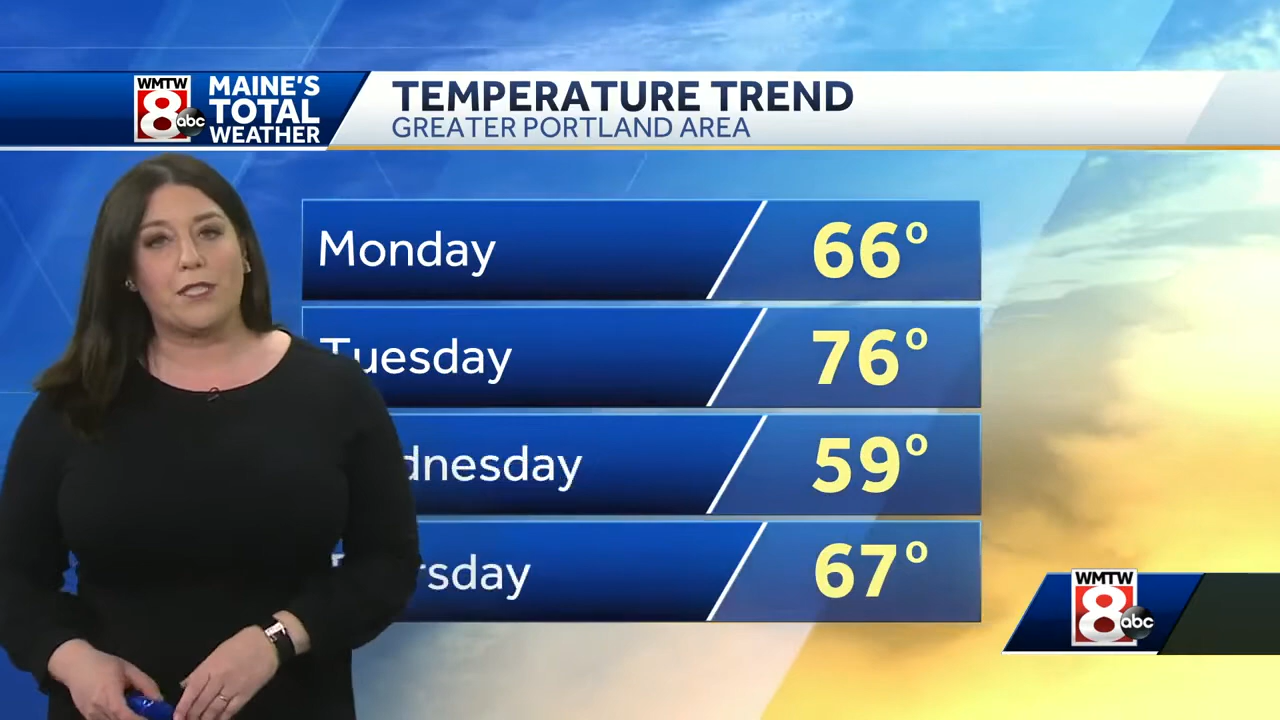 WMTW
8
abc
MAINE'S
TOTAL
WEATHER
TEMPERATURE TREND
GREATER PORTLAND AREA
Monday 66°
Tuesday 76°
dnesday 59°
rsday 67°
WMTW
8
abc